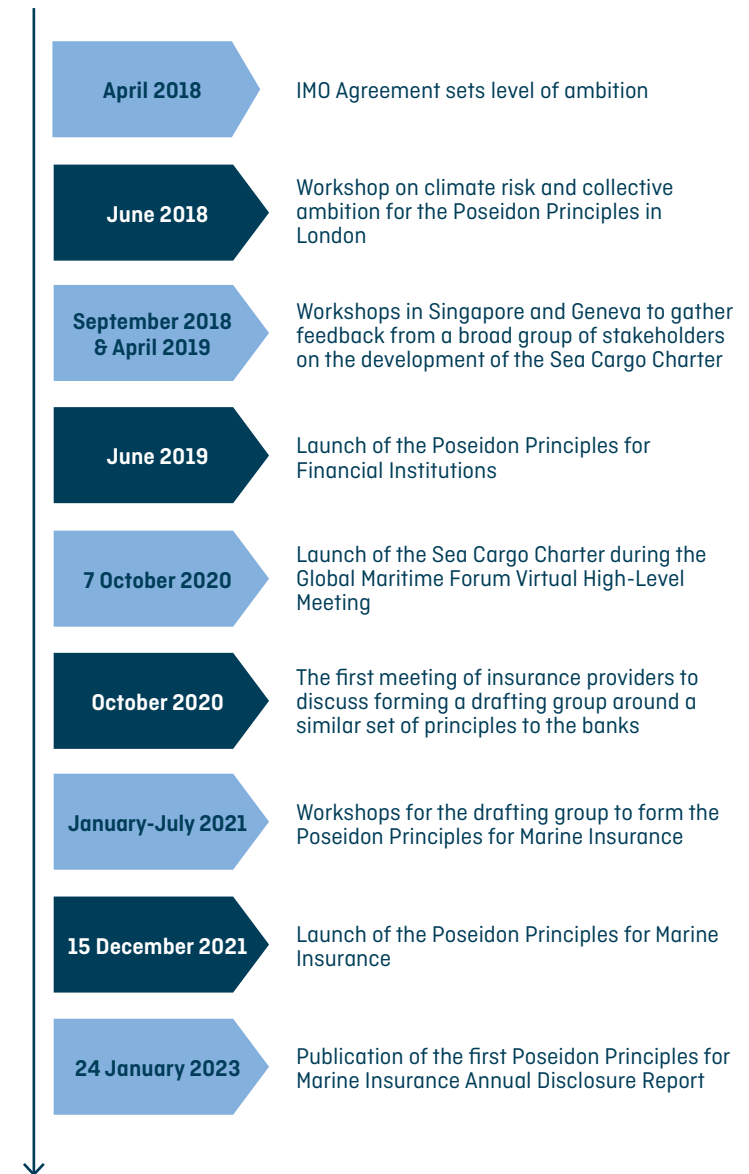 April 2018
IMO Agreement sets level of ambition
June 2018
Workshop on climate risk and collective
ambition for the Poseidon Principles in
London
September 2018
& April 2019
Workshops in Singapore and Geneva to gather
feedback from a broad group of stakeholders
on the development of the Sea Cargo Charter
June 2019
Launch of the Poseidon Principles for
Financial Institutions
7 October 2020
Launch of the Sea Cargo Charter during the
Global Maritime Forum Virtual High-Level
Meeting
October 2020
The first meeting of insurance providers to
discuss forming a drafting group around a
similar set of principles to the banks
January-July 2021
Workshops for the drafting group to form the
Poseidon Principles for Marine Insurance
15 December 2021
Launch of the Poseidon Principles for Marine
Insurance
24 January 2023
Publication of the first Poseidon Principles for
Marine Insurance Annual Disclosure Report